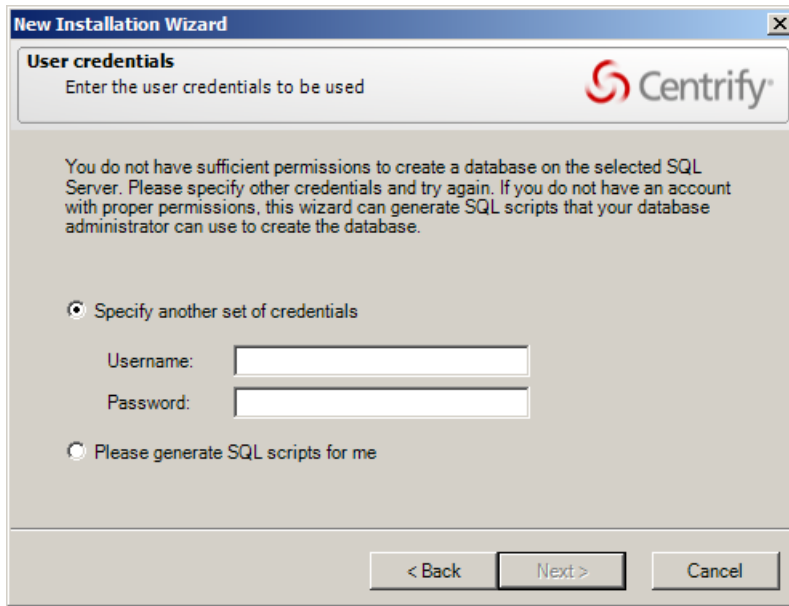 New Installation Wizard
User credentials
Enter the user credentials to be used
Centrify
You do not have sufficient permissions to create a database on the selected SQL
Server. Please specify other credentials and try again. If you do not have an account
with proper permissions, this wizard can generate SQL scripts that your database
administrator can use to create the database.
Specify another set of credentials
Username:
Password:
Please generate SQL scripts for me
< Back
Next >
Cancel